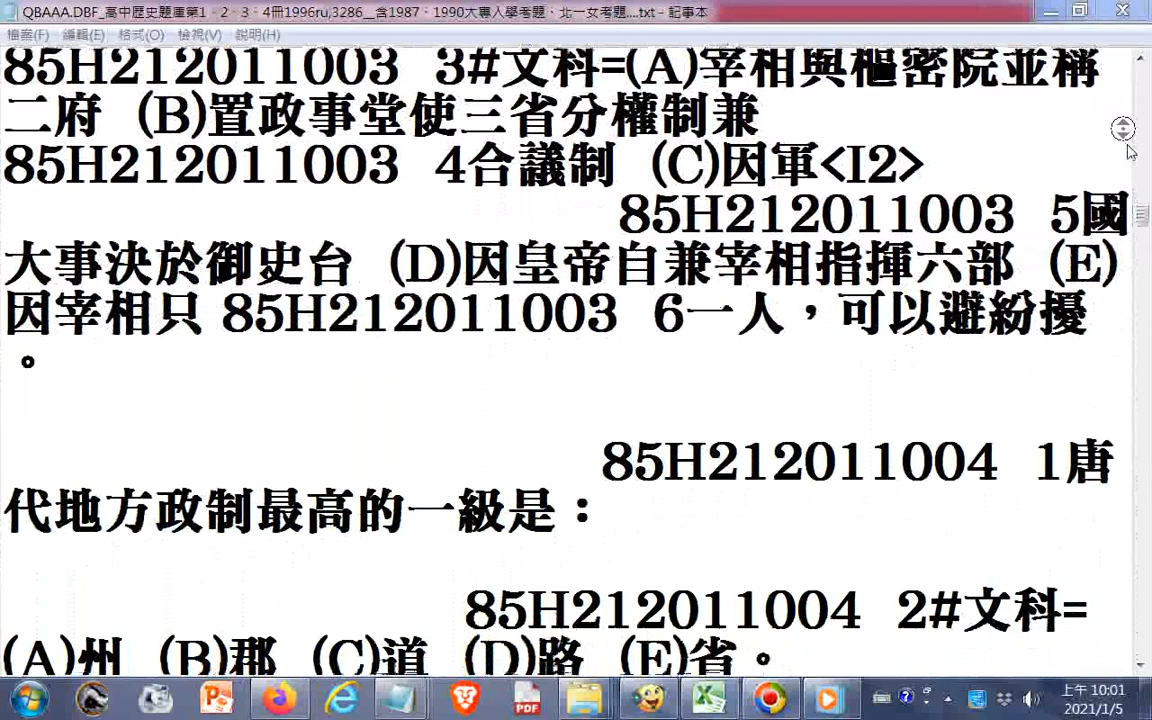 QBAAA.DBF_高中歷史題庫第1、2、3、4冊1996ru,3286__含1987、1990大專人學考題、北一女考題....txt - 記事本
檔案(F) 編輯(E) 格式(O) 檢視(V) 說明(H)
85H212011003 3#文科=(A)宰相與樞密院並稱
二府 (B)置政事堂使三省分權制兼
85H212011003 4合議制 (C)因軍<I2>
85H212011003 5國
大事決於御史台 (D)因皇帝自兼宰相指揮六部 (E)
因宰相只 85H212011003 6一人，可以避紛擾
。
85H212011004 1唐
代地方政制最高的一級是：
85H212011004 2#文科=
(A)州 (B)郡 (C)道 (D)路 (E)省。
PDF
上午 10:01
2021/1/5